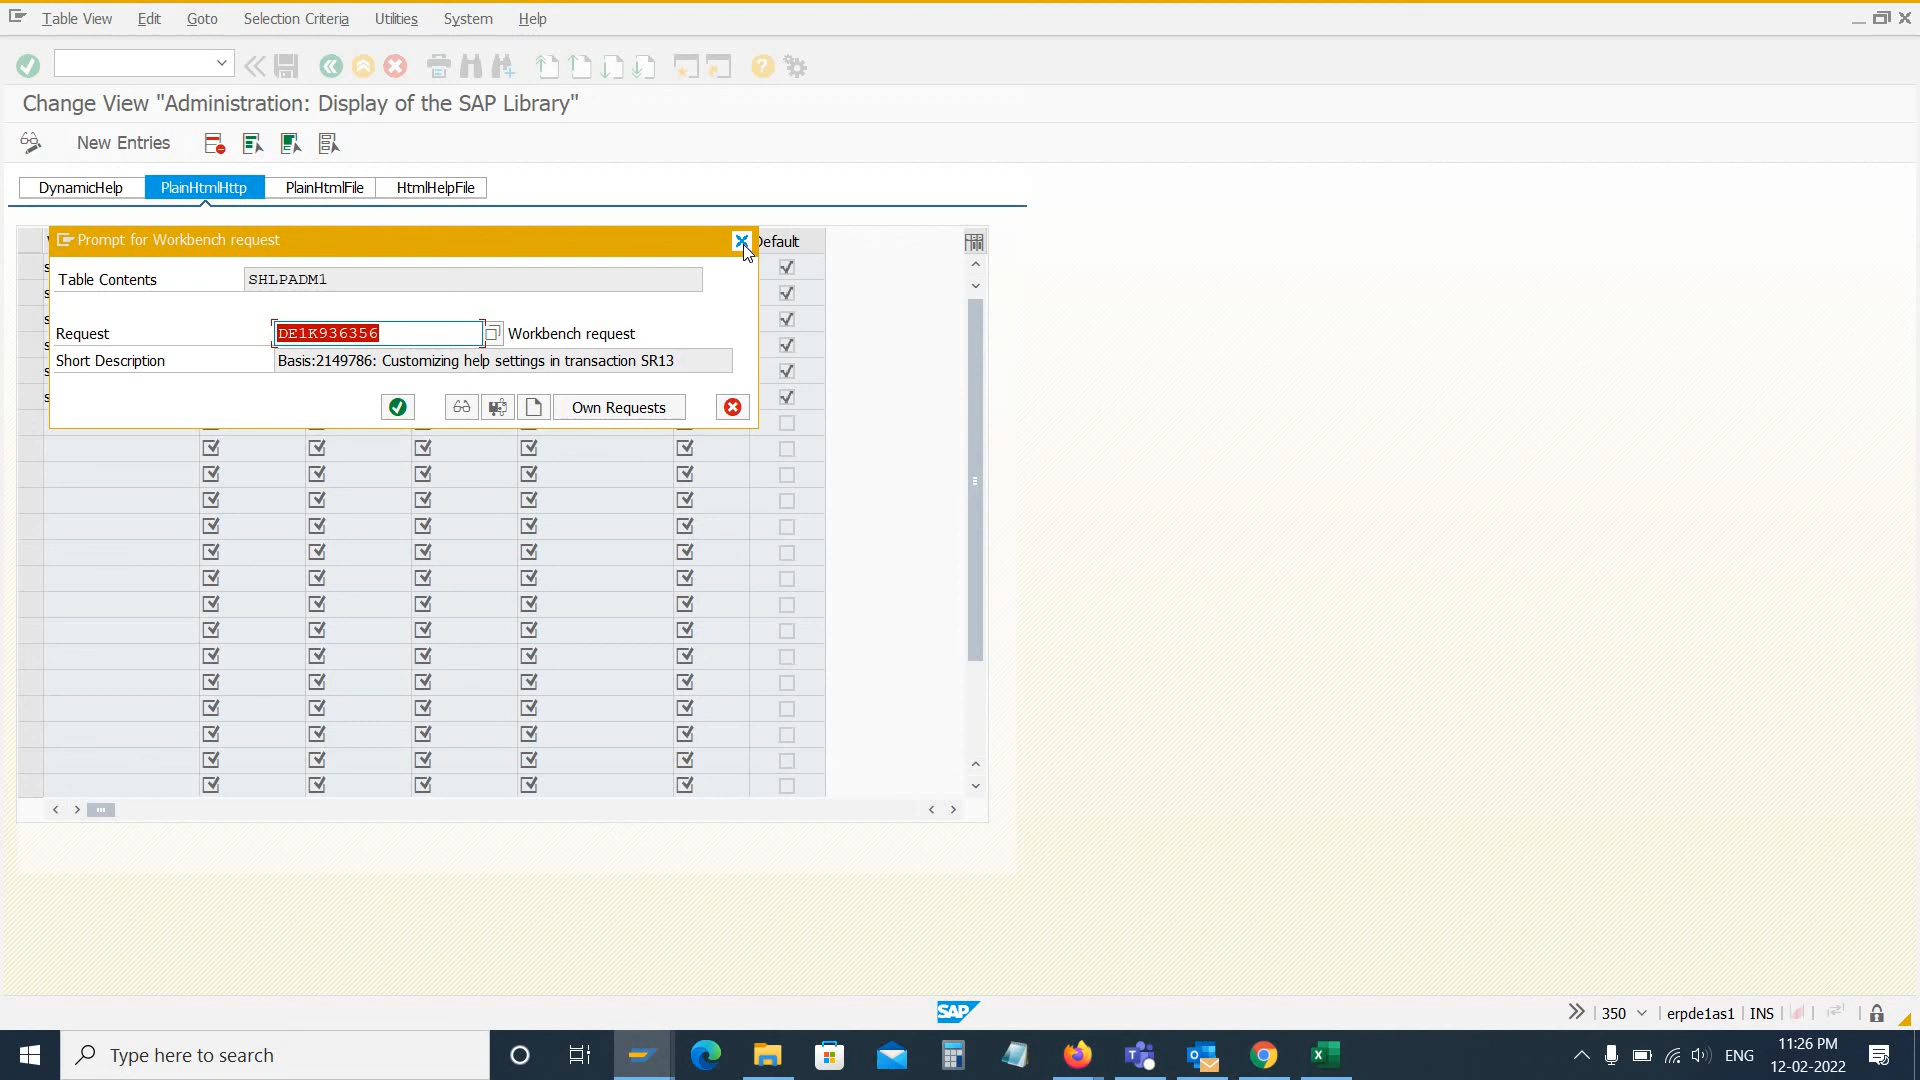 Table View Edit Goto Selection Criteria Utilities System Help
Change View "Administration: Display of the SAP Library"
New Entries
DynamicHelp PlainHtmlHttp PlainHtmlFile HtmlHelpFile
Prompt for Workbench request
Default
Table Contents SHLPADM1
Request DE1K936356 Workbench request
Short Description Basis:2149786: Customizing help settings in transaction SR13
Own Requests
SAP
350 erpde1as1 INS
Type here to search
ENG
11:26 PM
12-02-2022